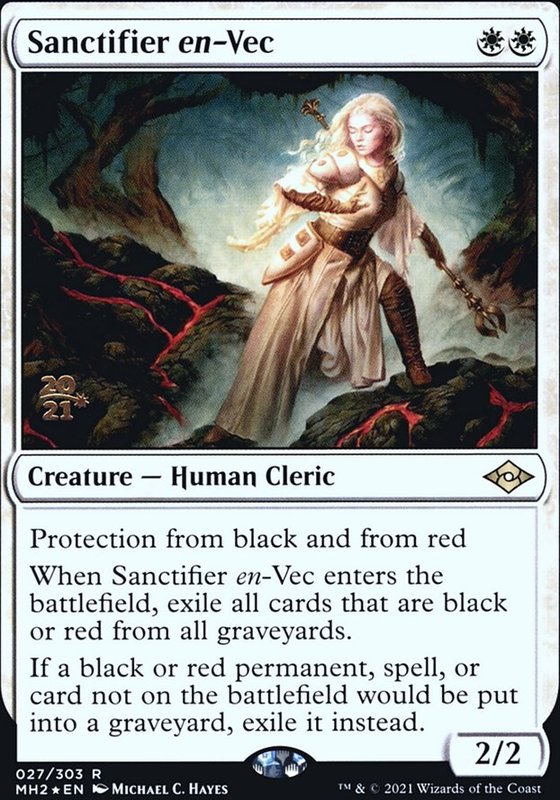 Sanctifier en-Vec
20
21
Creature — Human Cleric
Protection from black and from red
When Sanctifier en-Vec enters the
battlefield, exile all cards that are black
or red from all graveyards.
If a black or red permanent, spell, or
card not on the battlefield would be put
into a graveyard, exile it instead.
2/2
027/303 R
MH2★EN Michael C. Hayes
™ & © 2021 Wizards of the Coast